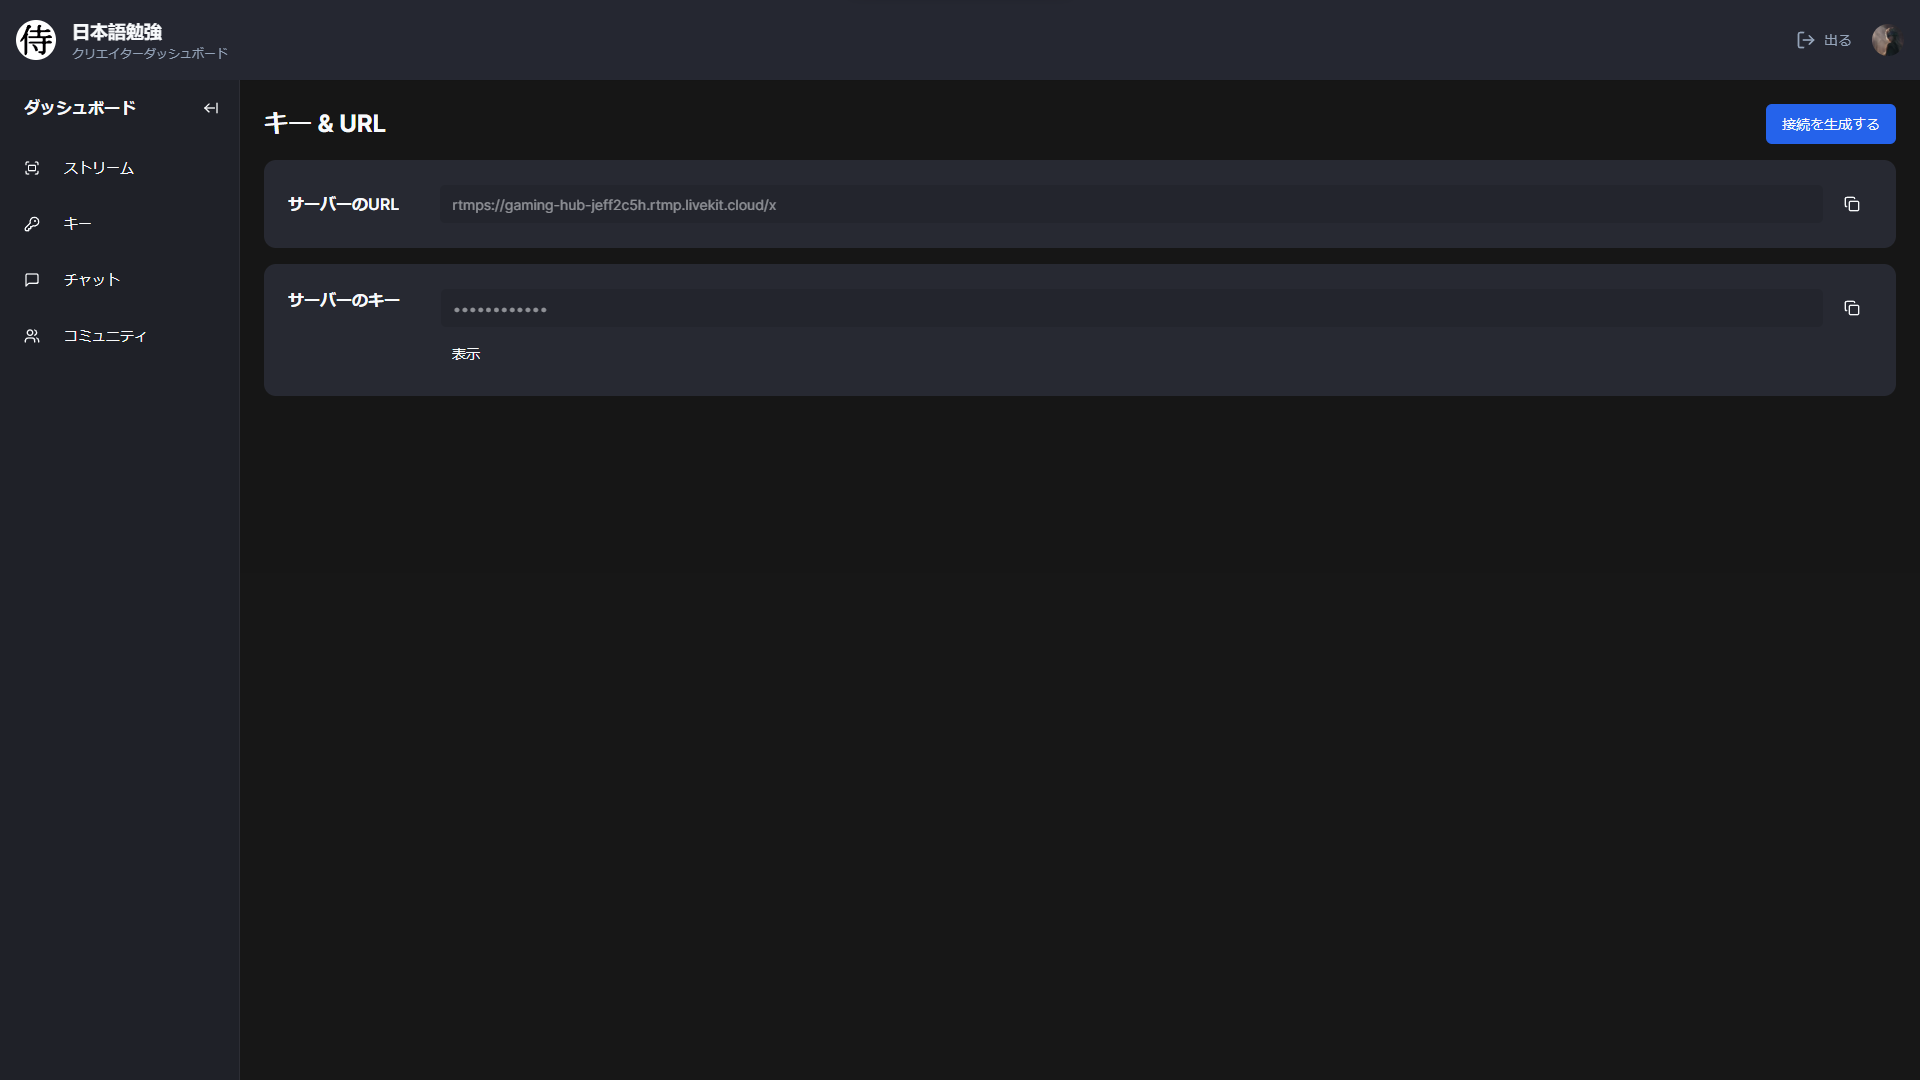 侍
日本語勉強
クリエイターダッシュボード
出る
ダッシュボード
ストリーム
キー
チャット
コミュニティ
キー & URL
接続を生成する
サーバーのURL
rtmps://gaming-hub-jeff2c5h.rtmp.livekit.cloud/x
サーバーのキー
••••••••••••
表示